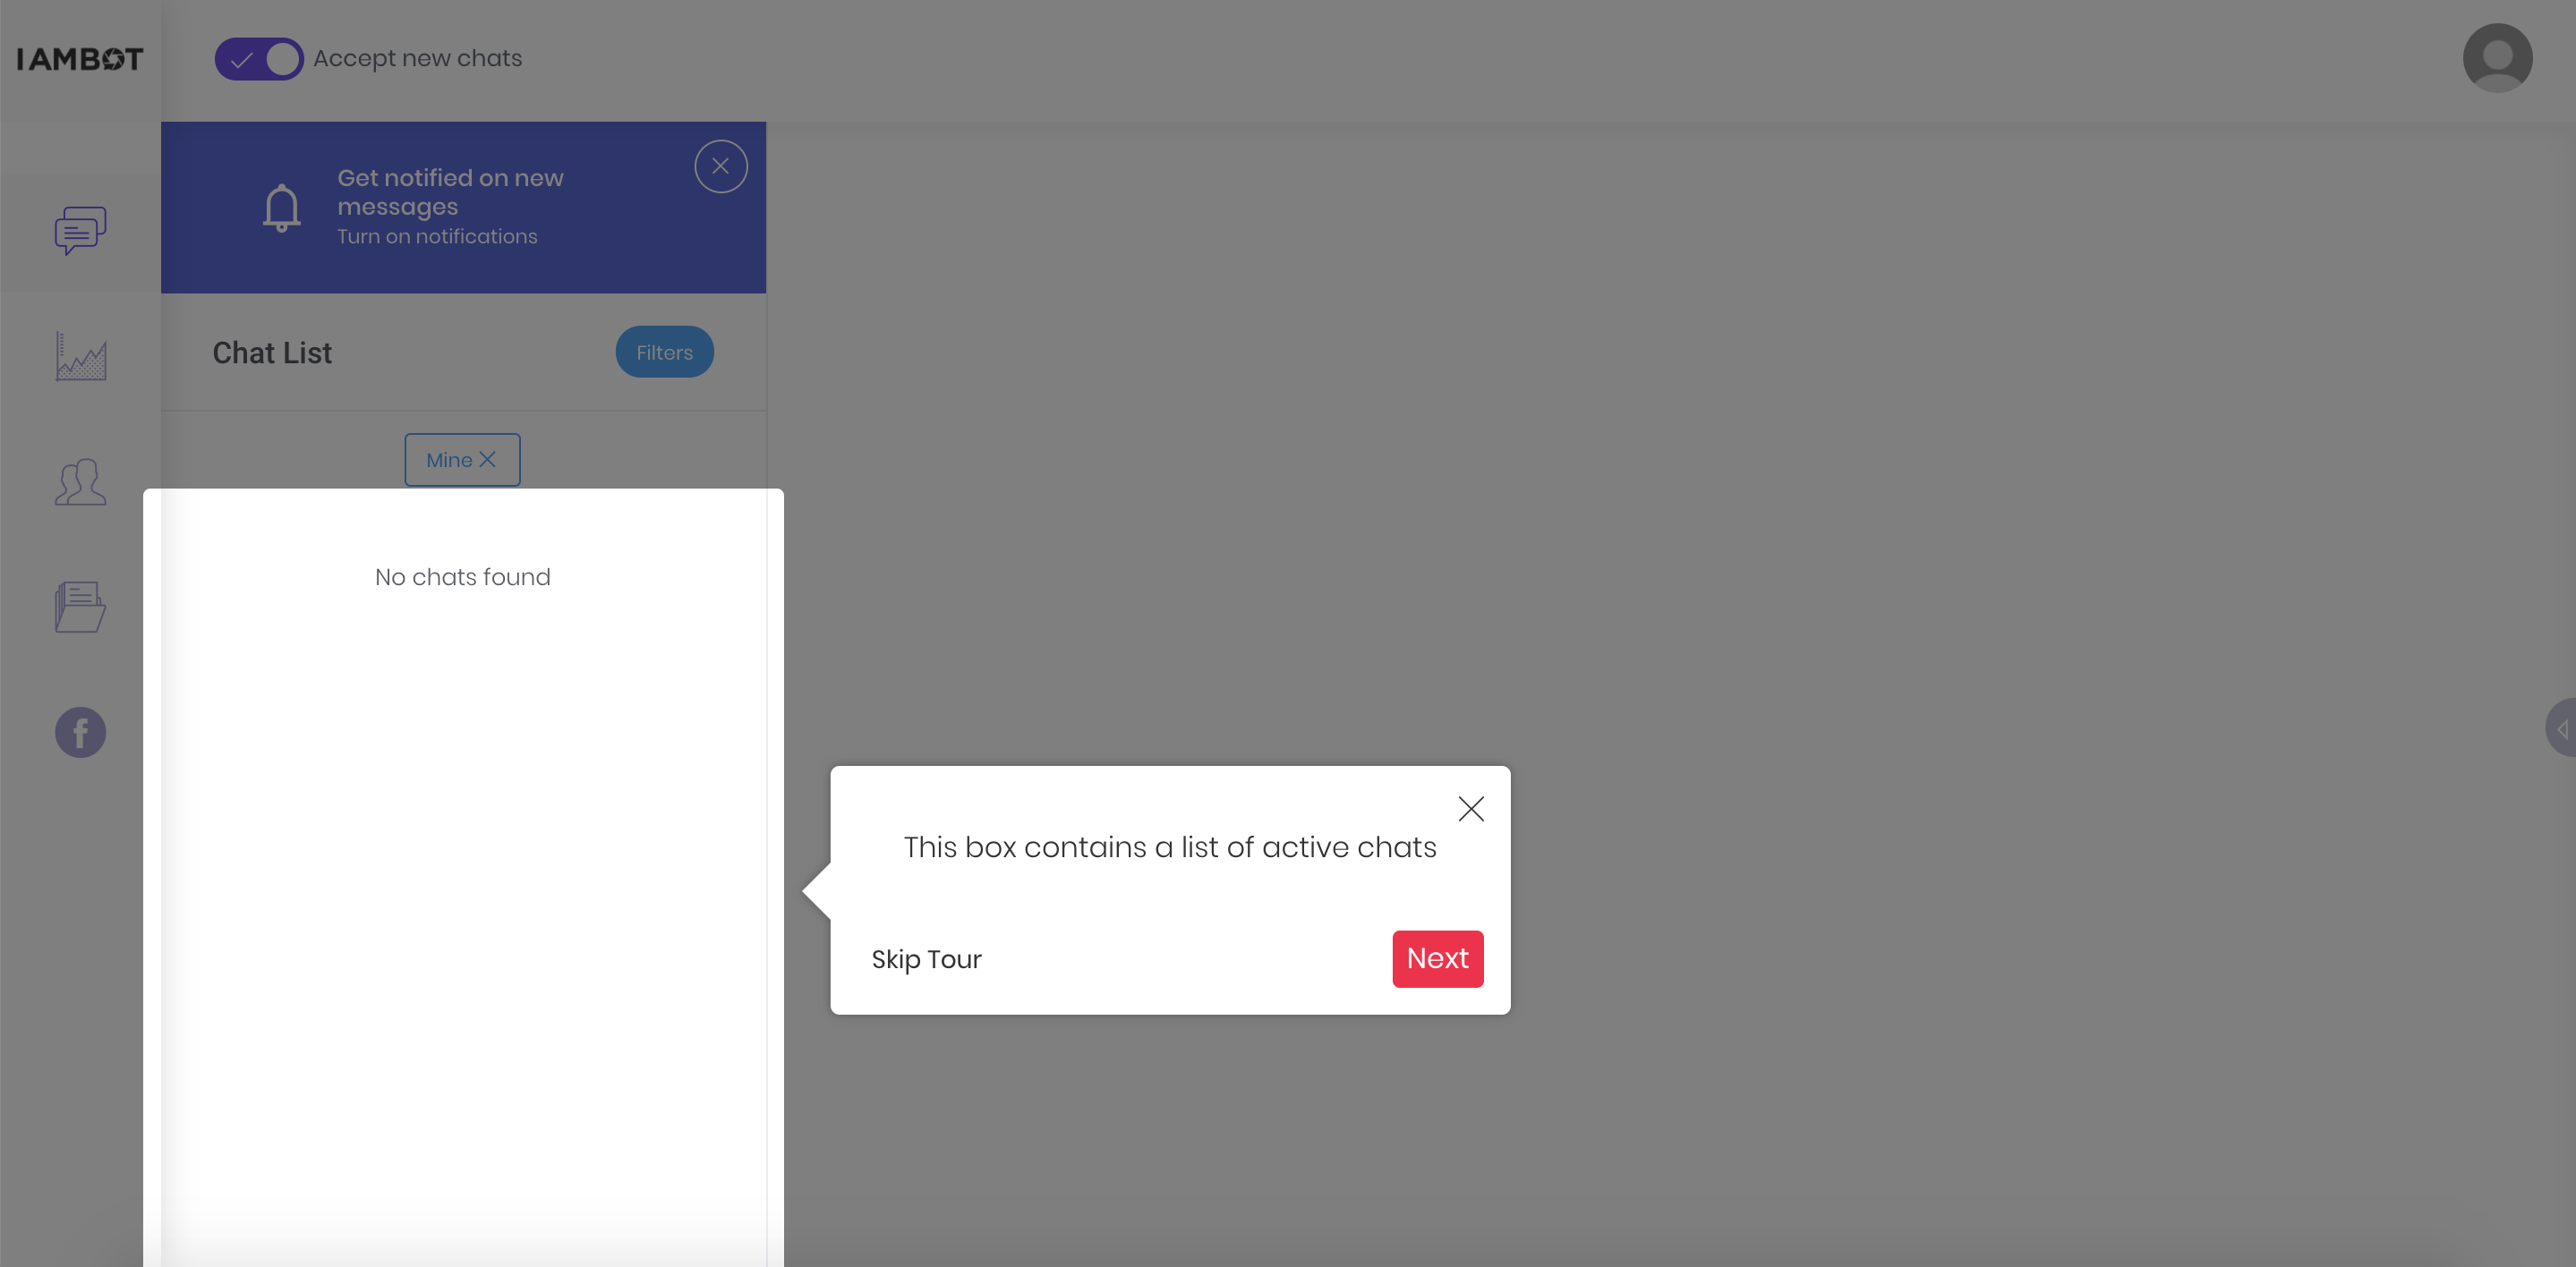 IAMBOT
Accept new chats
Get notified on new
messages
Turn on notifications
Chat List
Filters
Mine
No chats found
This box contains a list of active chats
Skip Tour
Next